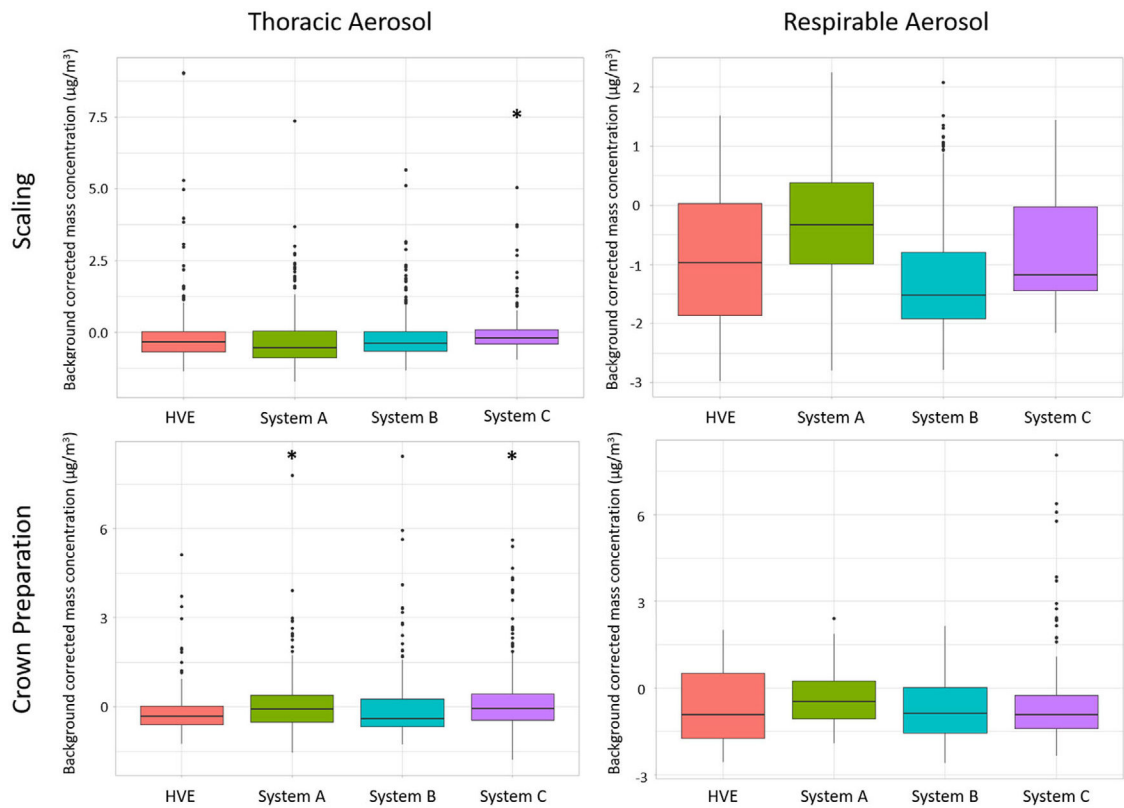 Thoracic Aerosol
Respirable Aerosol
Scaling
Background corrected mass concentration (µg/m³)
7.5
5.0
2.5
0.0
*
HVE
System A
System B
System C
Background corrected mass concentration (µg/m³)
2
1
0
-1
-2
-3
HVE
System A
System B
System C
Crown Preparation
Background corrected mass concentration (µg/m³)
6
3
0
*
*
HVE
System A
System B
System C
Background corrected mass concentration (µg/m³)
6
3
0
-3
HVE
System A
System B
System C